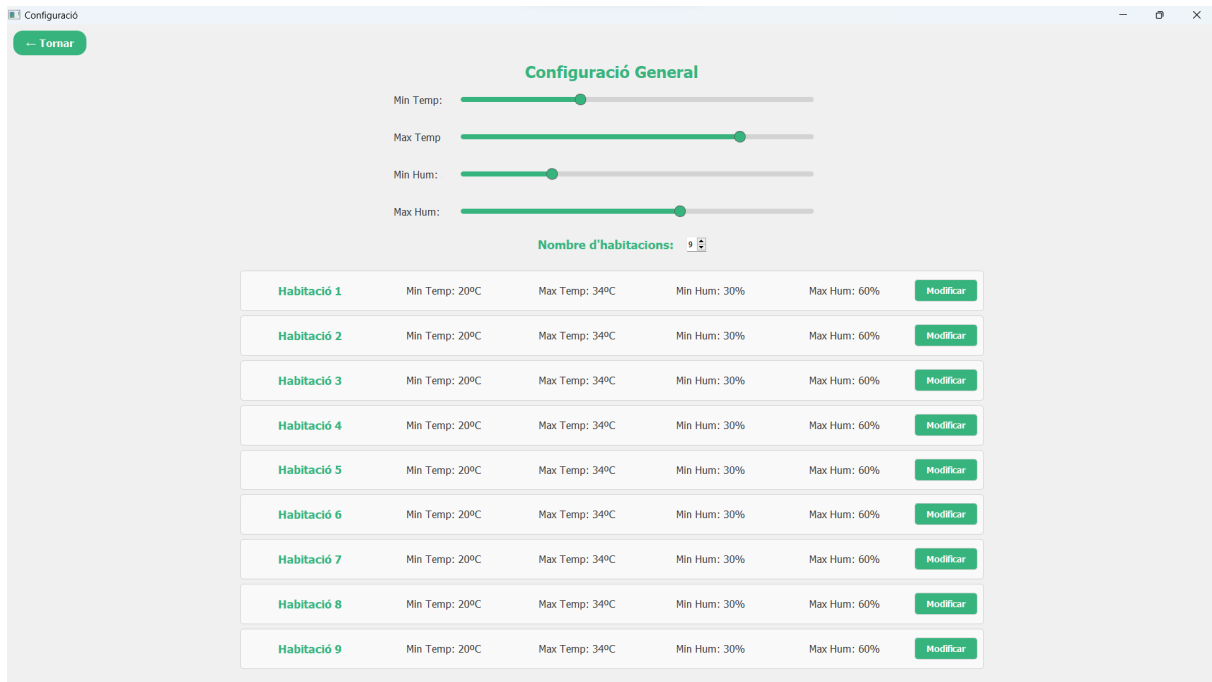 Configuració
← Tornar
Configuració General
Min Temp:
Max Temp
Min Hum:
Max Hum:
Nombre d'habitacions: 9
Habitació 1 Min Temp: 20ºC Max Temp: 34ºC Min Hum: 30% Max Hum: 60% Modificar
Habitació 2 Min Temp: 20ºC Max Temp: 34ºC Min Hum: 30% Max Hum: 60% Modificar
Habitació 3 Min Temp: 20ºC Max Temp: 34ºC Min Hum: 30% Max Hum: 60% Modificar
Habitació 4 Min Temp: 20ºC Max Temp: 34ºC Min Hum: 30% Max Hum: 60% Modificar
Habitació 5 Min Temp: 20ºC Max Temp: 34ºC Min Hum: 30% Max Hum: 60% Modificar
Habitació 6 Min Temp: 20ºC Max Temp: 34ºC Min Hum: 30% Max Hum: 60% Modificar
Habitació 7 Min Temp: 20ºC Max Temp: 34ºC Min Hum: 30% Max Hum: 60% Modificar
Habitació 8 Min Temp: 20ºC Max Temp: 34ºC Min Hum: 30% Max Hum: 60% Modificar
Habitació 9 Min Temp: 20ºC Max Temp: 34ºC Min Hum: 30% Max Hum: 60% Modificar